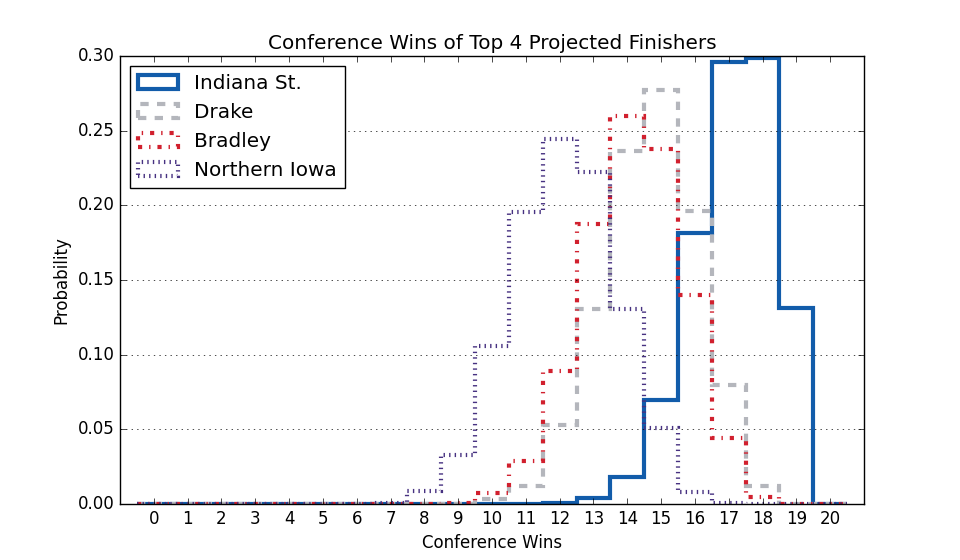 Conference Wins of Top 4 Projected Finishers
0.30
0.25
0.20
0.15
0.10
0.05
0.00
Probability
Indiana St.
Drake
Bradley
Northern Iowa
0 1 2 3 4 5 6 7 8 9 10 11 12 13 14 15 16 17 18 19 20
Conference Wins